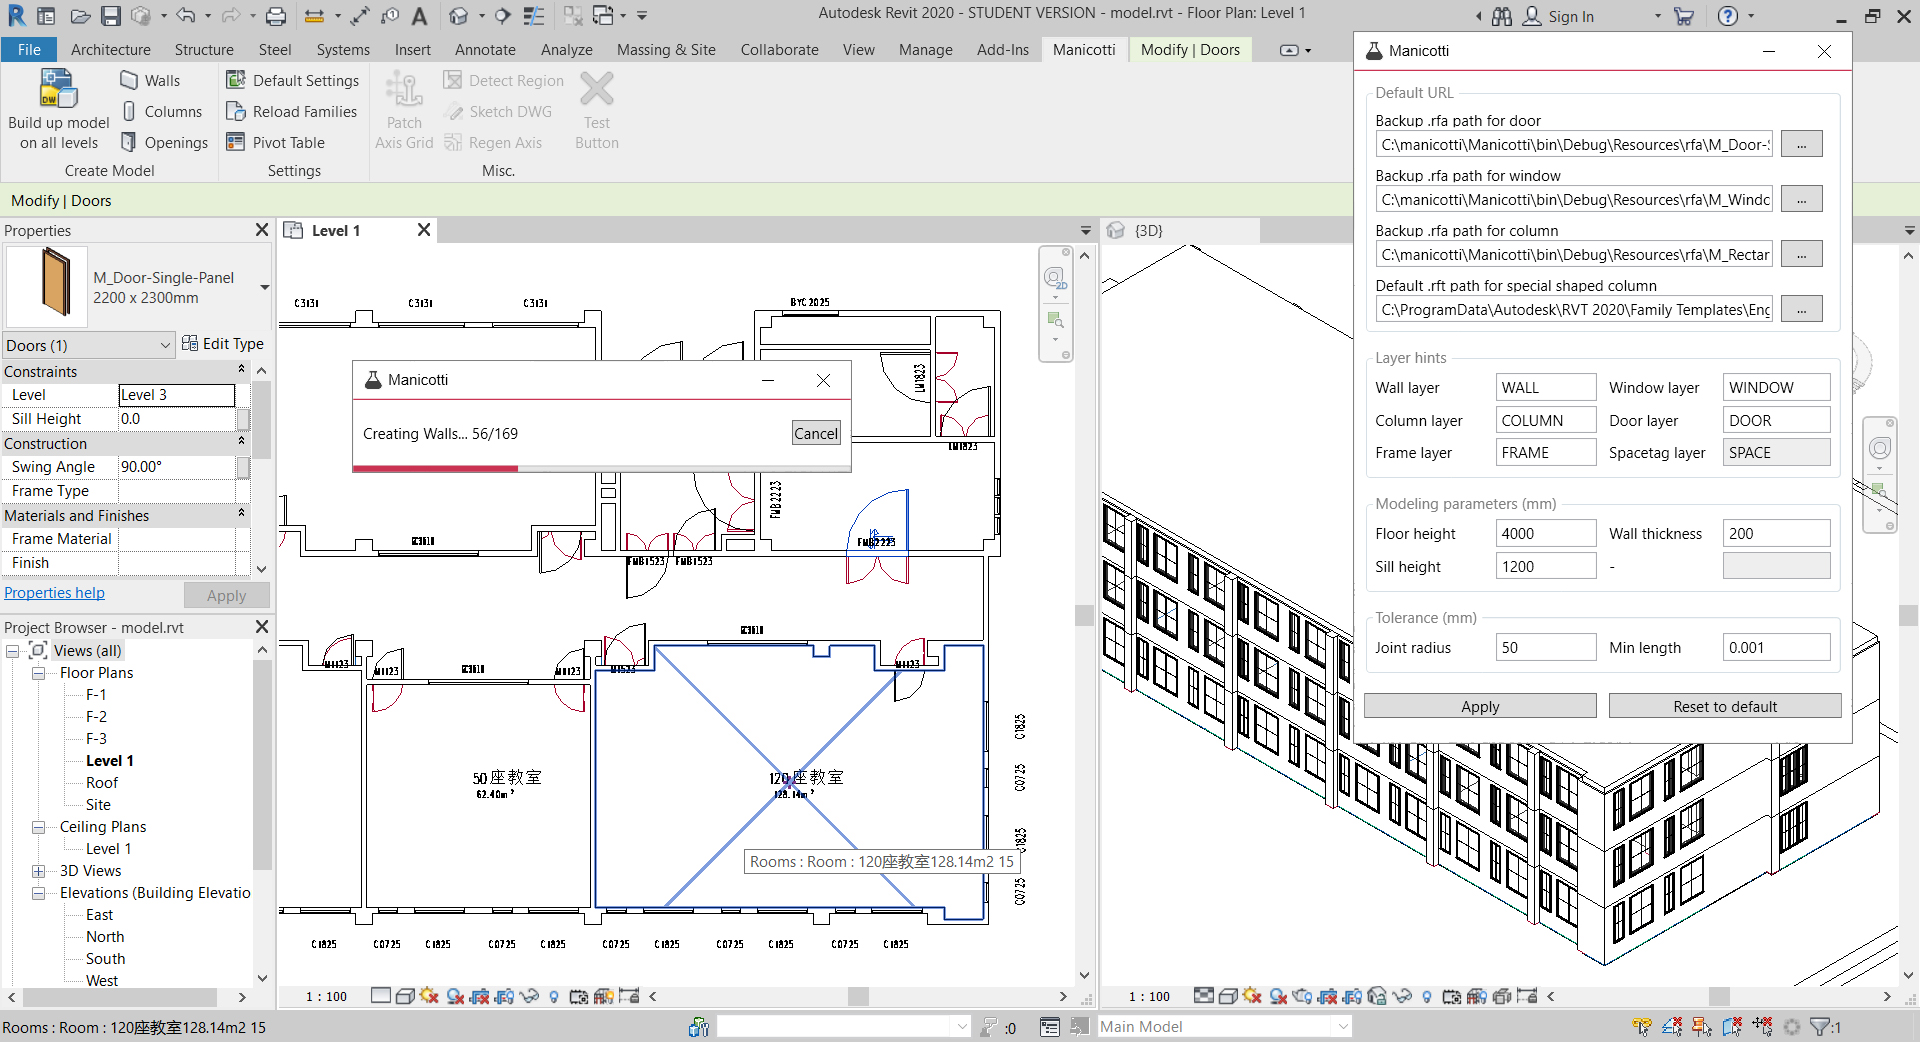 Autodesk Revit 2020 - STUDENT VERSION - model.rvt - Floor Plan: Level 1
Sign In
File
Architecture
Structure
Steel
Systems
Insert
Annotate
Analyze
Massing & Site
Collaborate
View
Manage
Add-Ins
Manicotti
Modify | Doors
Build up model
on all levels
Walls
Columns
Openings
Create Model
Default Settings
Reload Families
Pivot Table
Settings
Patch
Axis Grid
Detect Region
Sketch DWG
Regen Axis
Test
Button
Misc.
Modify | Doors
Properties
M_Door-Single-Panel
2200 x 2300mm
Doors (1)
Edit Type
Constraints
Level
Level 3
Sill Height
0.0
Construction
Swing Angle
90.00°
Frame Type
Materials and Finishes
Frame Material
Finish
Properties help
Apply
Project Browser - model.rvt
Views (all)
Floor Plans
F-1
F-2
F-3
Level 1
Roof
Site
Ceiling Plans
Level 1
3D Views
Elevations (Building Elevatio
East
North
South
West
Level 1
C3131
C3131
C3131
BYC2025
LM1823
LM1823
FMB2223
FMB2223
FMB1523
FMB1523
M1123
M1123
M1123
M1523
M1123
50座教室
62.40m²
120座教室
128.14m²
Rooms : Room : 120座教室128.14m2 15
C1825
C0725
C1825
C0725
C1825
C0725
C1825
C0725
C1825
C0725
C1825
C0725
C1825
C0725
C1825
Manicotti
Creating Walls... 56/169
Cancel
{3D}
Manicotti
Default URL
Backup .rfa path for door
C:\manicotti\Manicotti\bin\Debug\Resources\rfa\M_Door-S
...
Backup .rfa path for window
C:\manicotti\Manicotti\bin\Debug\Resources\rfa\M_Windo
...
Backup .rfa path for column
C:\manicotti\Manicotti\bin\Debug\Resources\rfa\M_Rectan
...
Default .rft path for special shaped column
C:\ProgramData\Autodesk\RVT 2020\Family Templates\Eng
...
Layer hints
Wall layer
WALL
Window layer
WINDOW
Column layer
COLUMN
Door layer
DOOR
Frame layer
FRAME
Spacetag layer
SPACE
Modeling parameters (mm)
Floor height
4000
Wall thickness
200
Sill height
1200
-
Tolerance (mm)
Joint radius
50
Min length
0.001
Apply
Reset to default
1 : 100
1 : 100
Rooms : Room : 120座教室128.14m2 15
:0
Main Model
:1